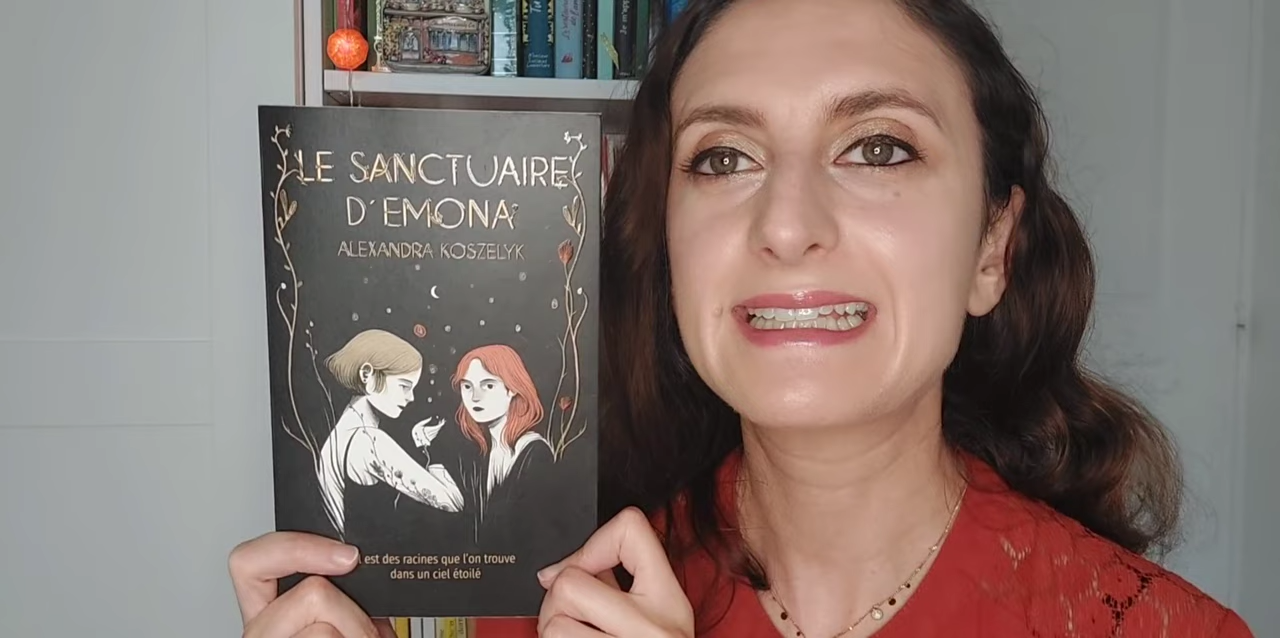 LE SANCTUAIRE
D'EMONA
ALEXANDRA KOSZELYK
est des racines que l'on trouve
dans un ciel étoilé